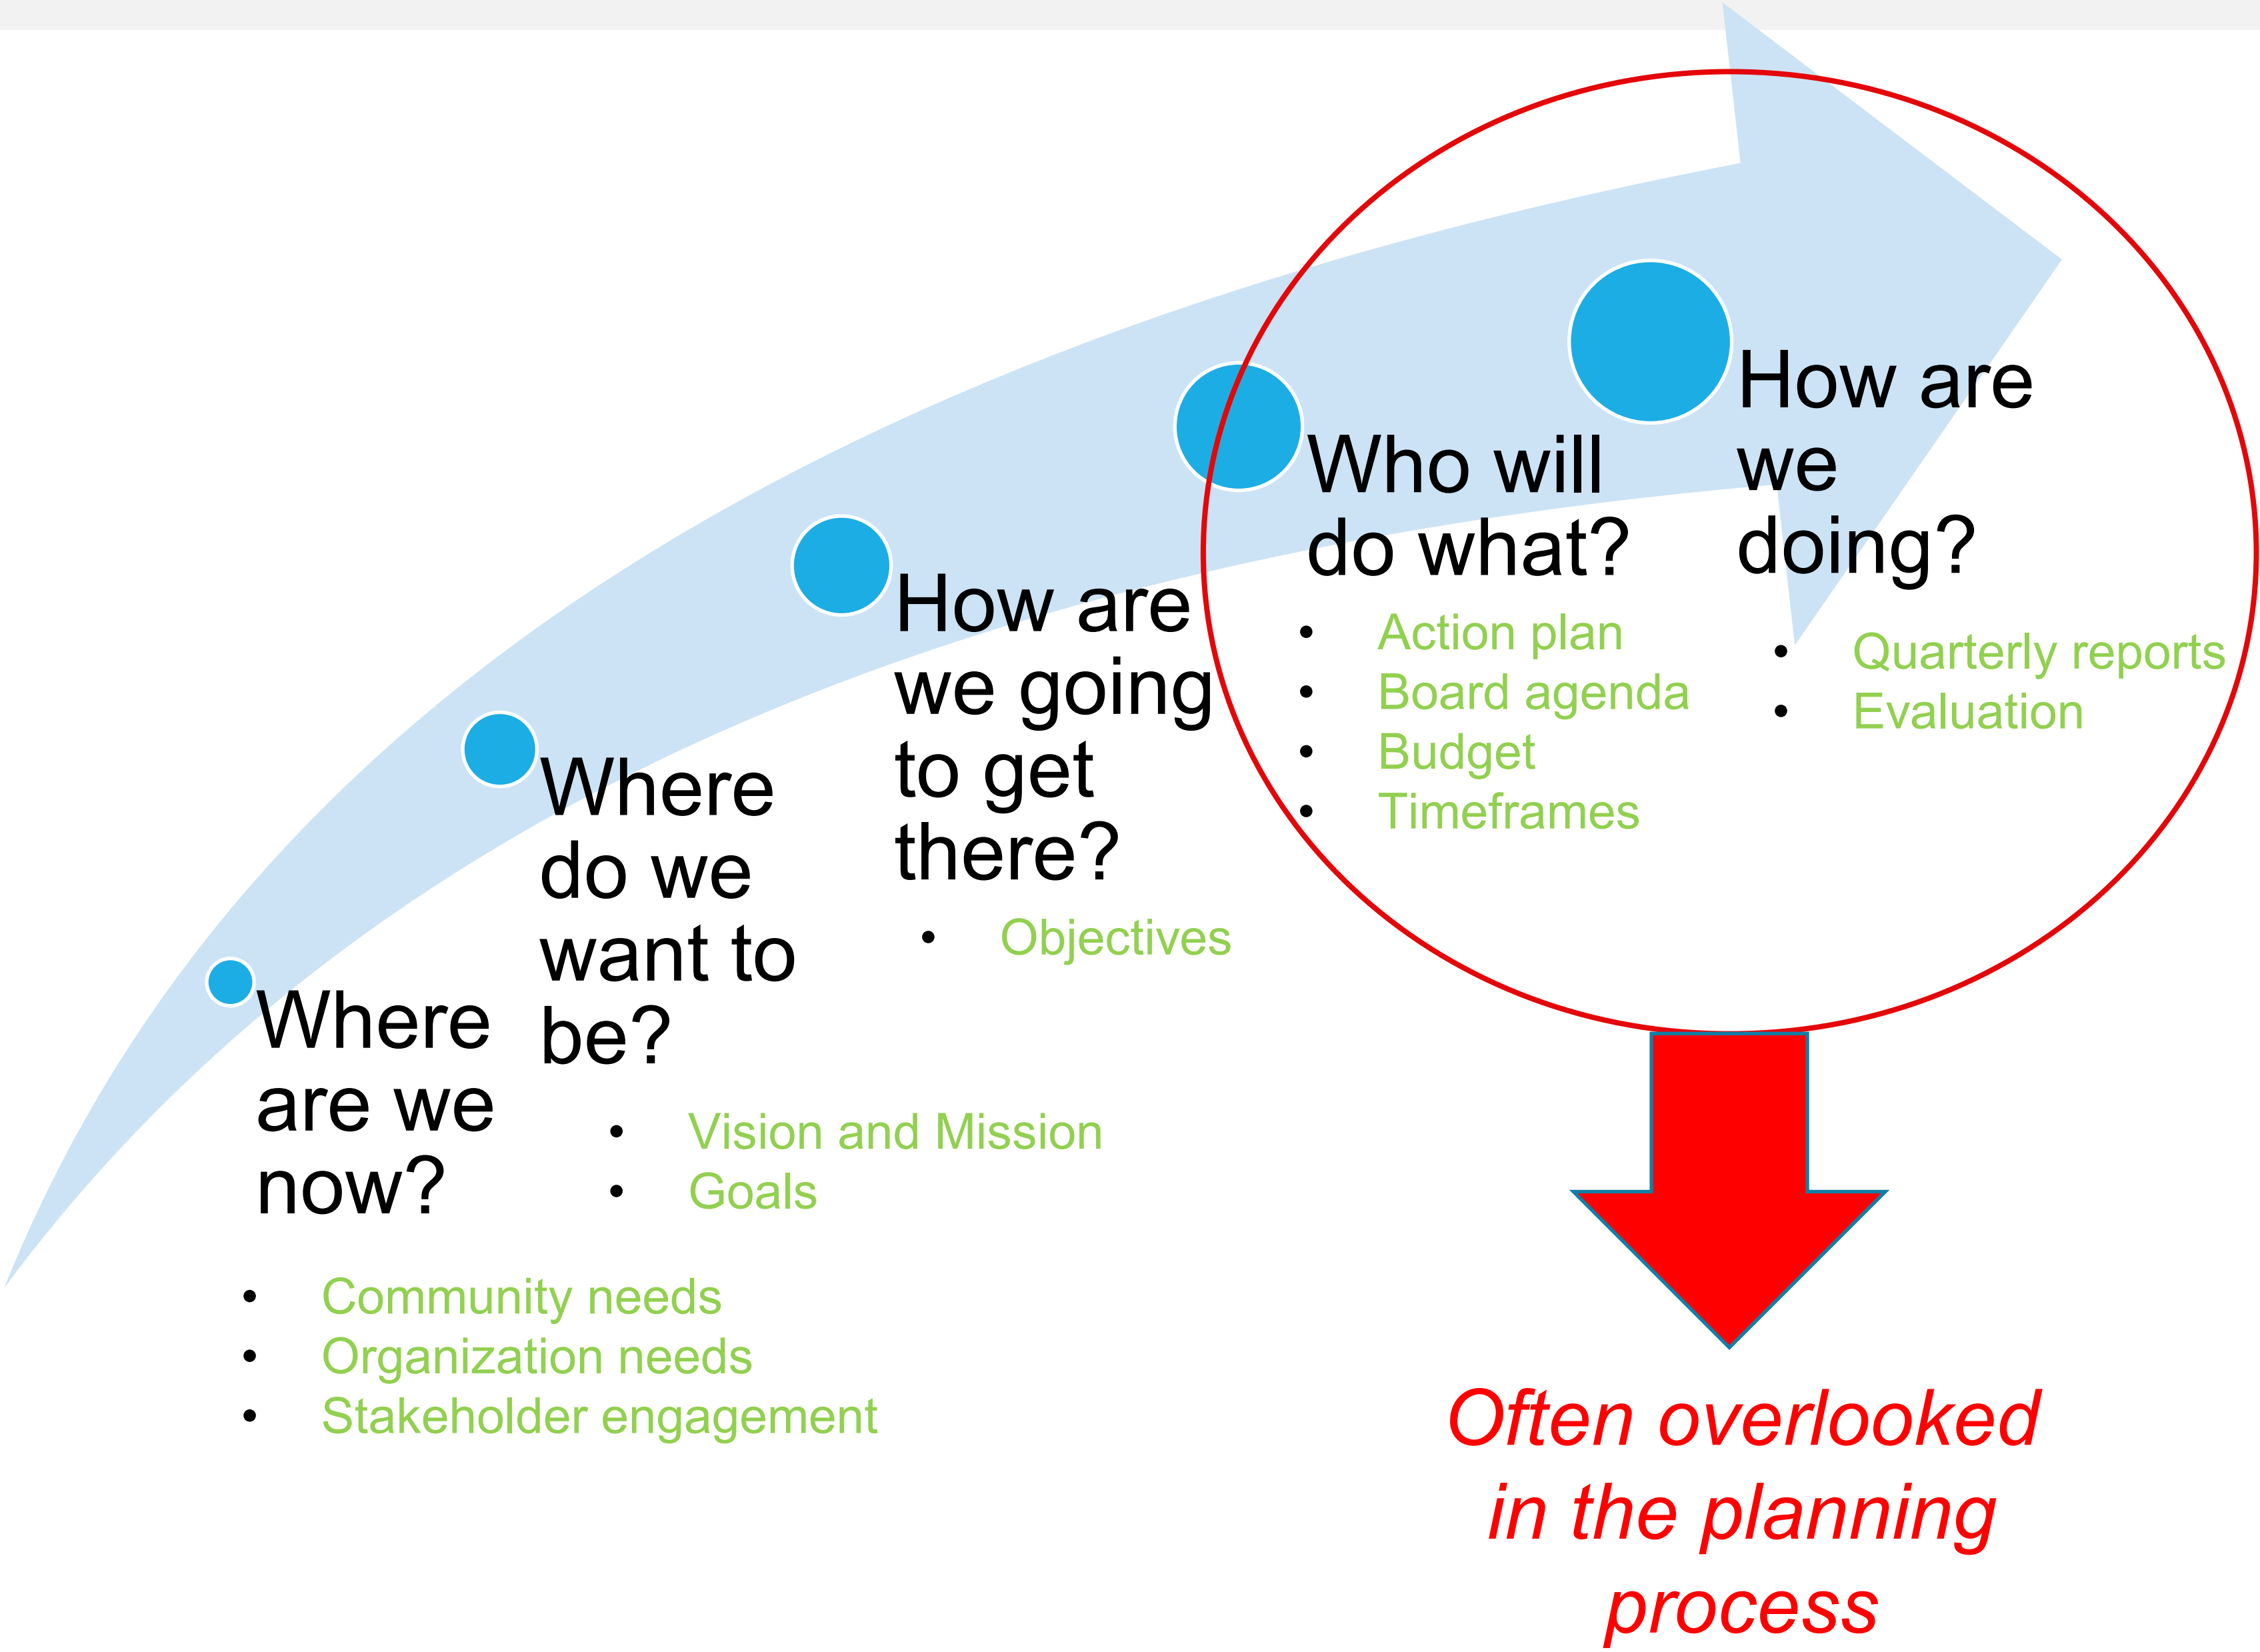 Where
are we
now?
• Community needs
• Organization needs
• Stakeholder engagement
Where
do we
want to
be?
• Vision and Mission
• Goals
How are
we going
to get
there?
• Objectives
Who will
do what?
• Action plan
• Board agenda
• Budget
• Timeframes
How are
we
doing?
• Quarterly reports
• Evaluation
Often overlooked
in the planning
process